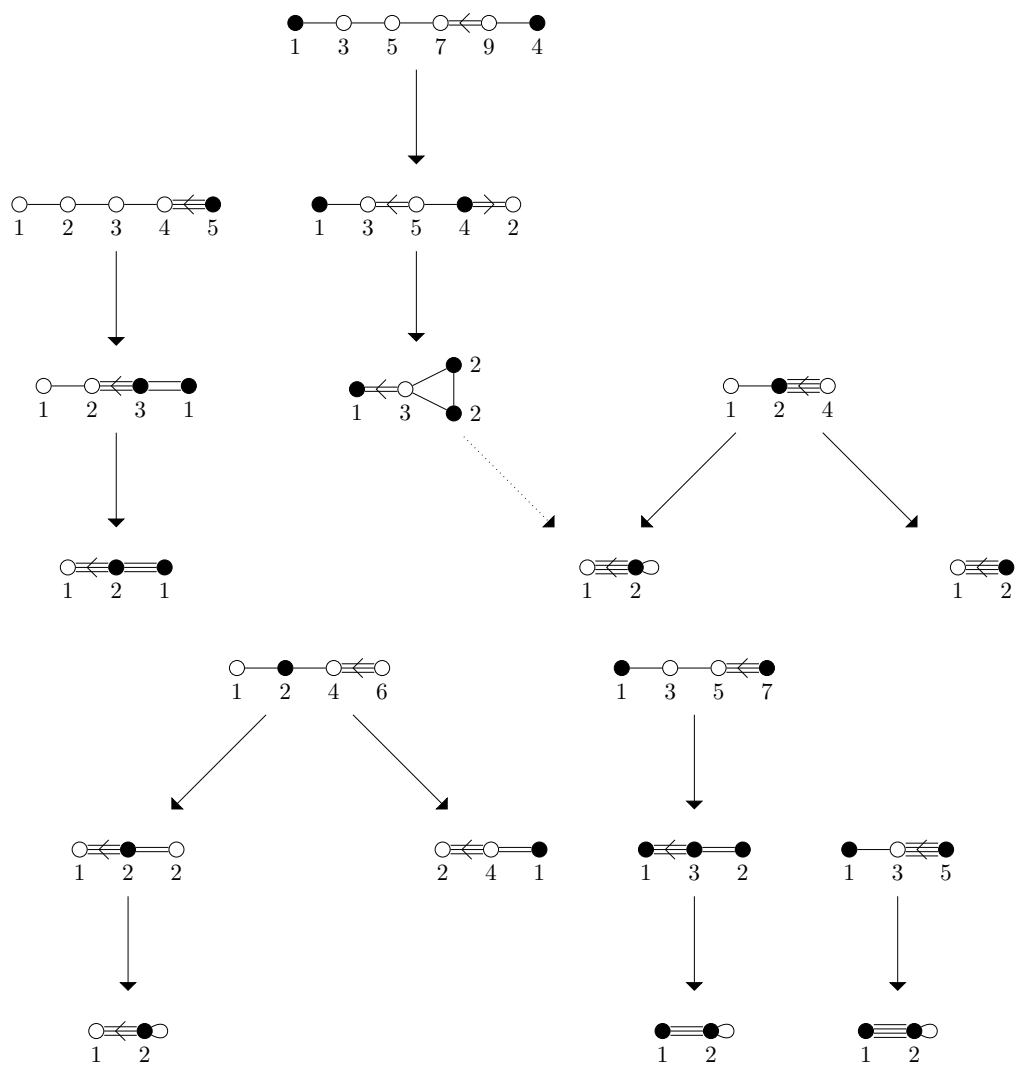 1 3 5 7 9 4
1 2 3 4 5
1 3 5 4 2
2
1 2 3 1
1 3
2
1 2 4
1 2 1
1 2
1 2
1 2 4 6
1 3 5 7
1 2 2
2 4 1
1 3 2
1 3 5
1 2
1 2
1 2